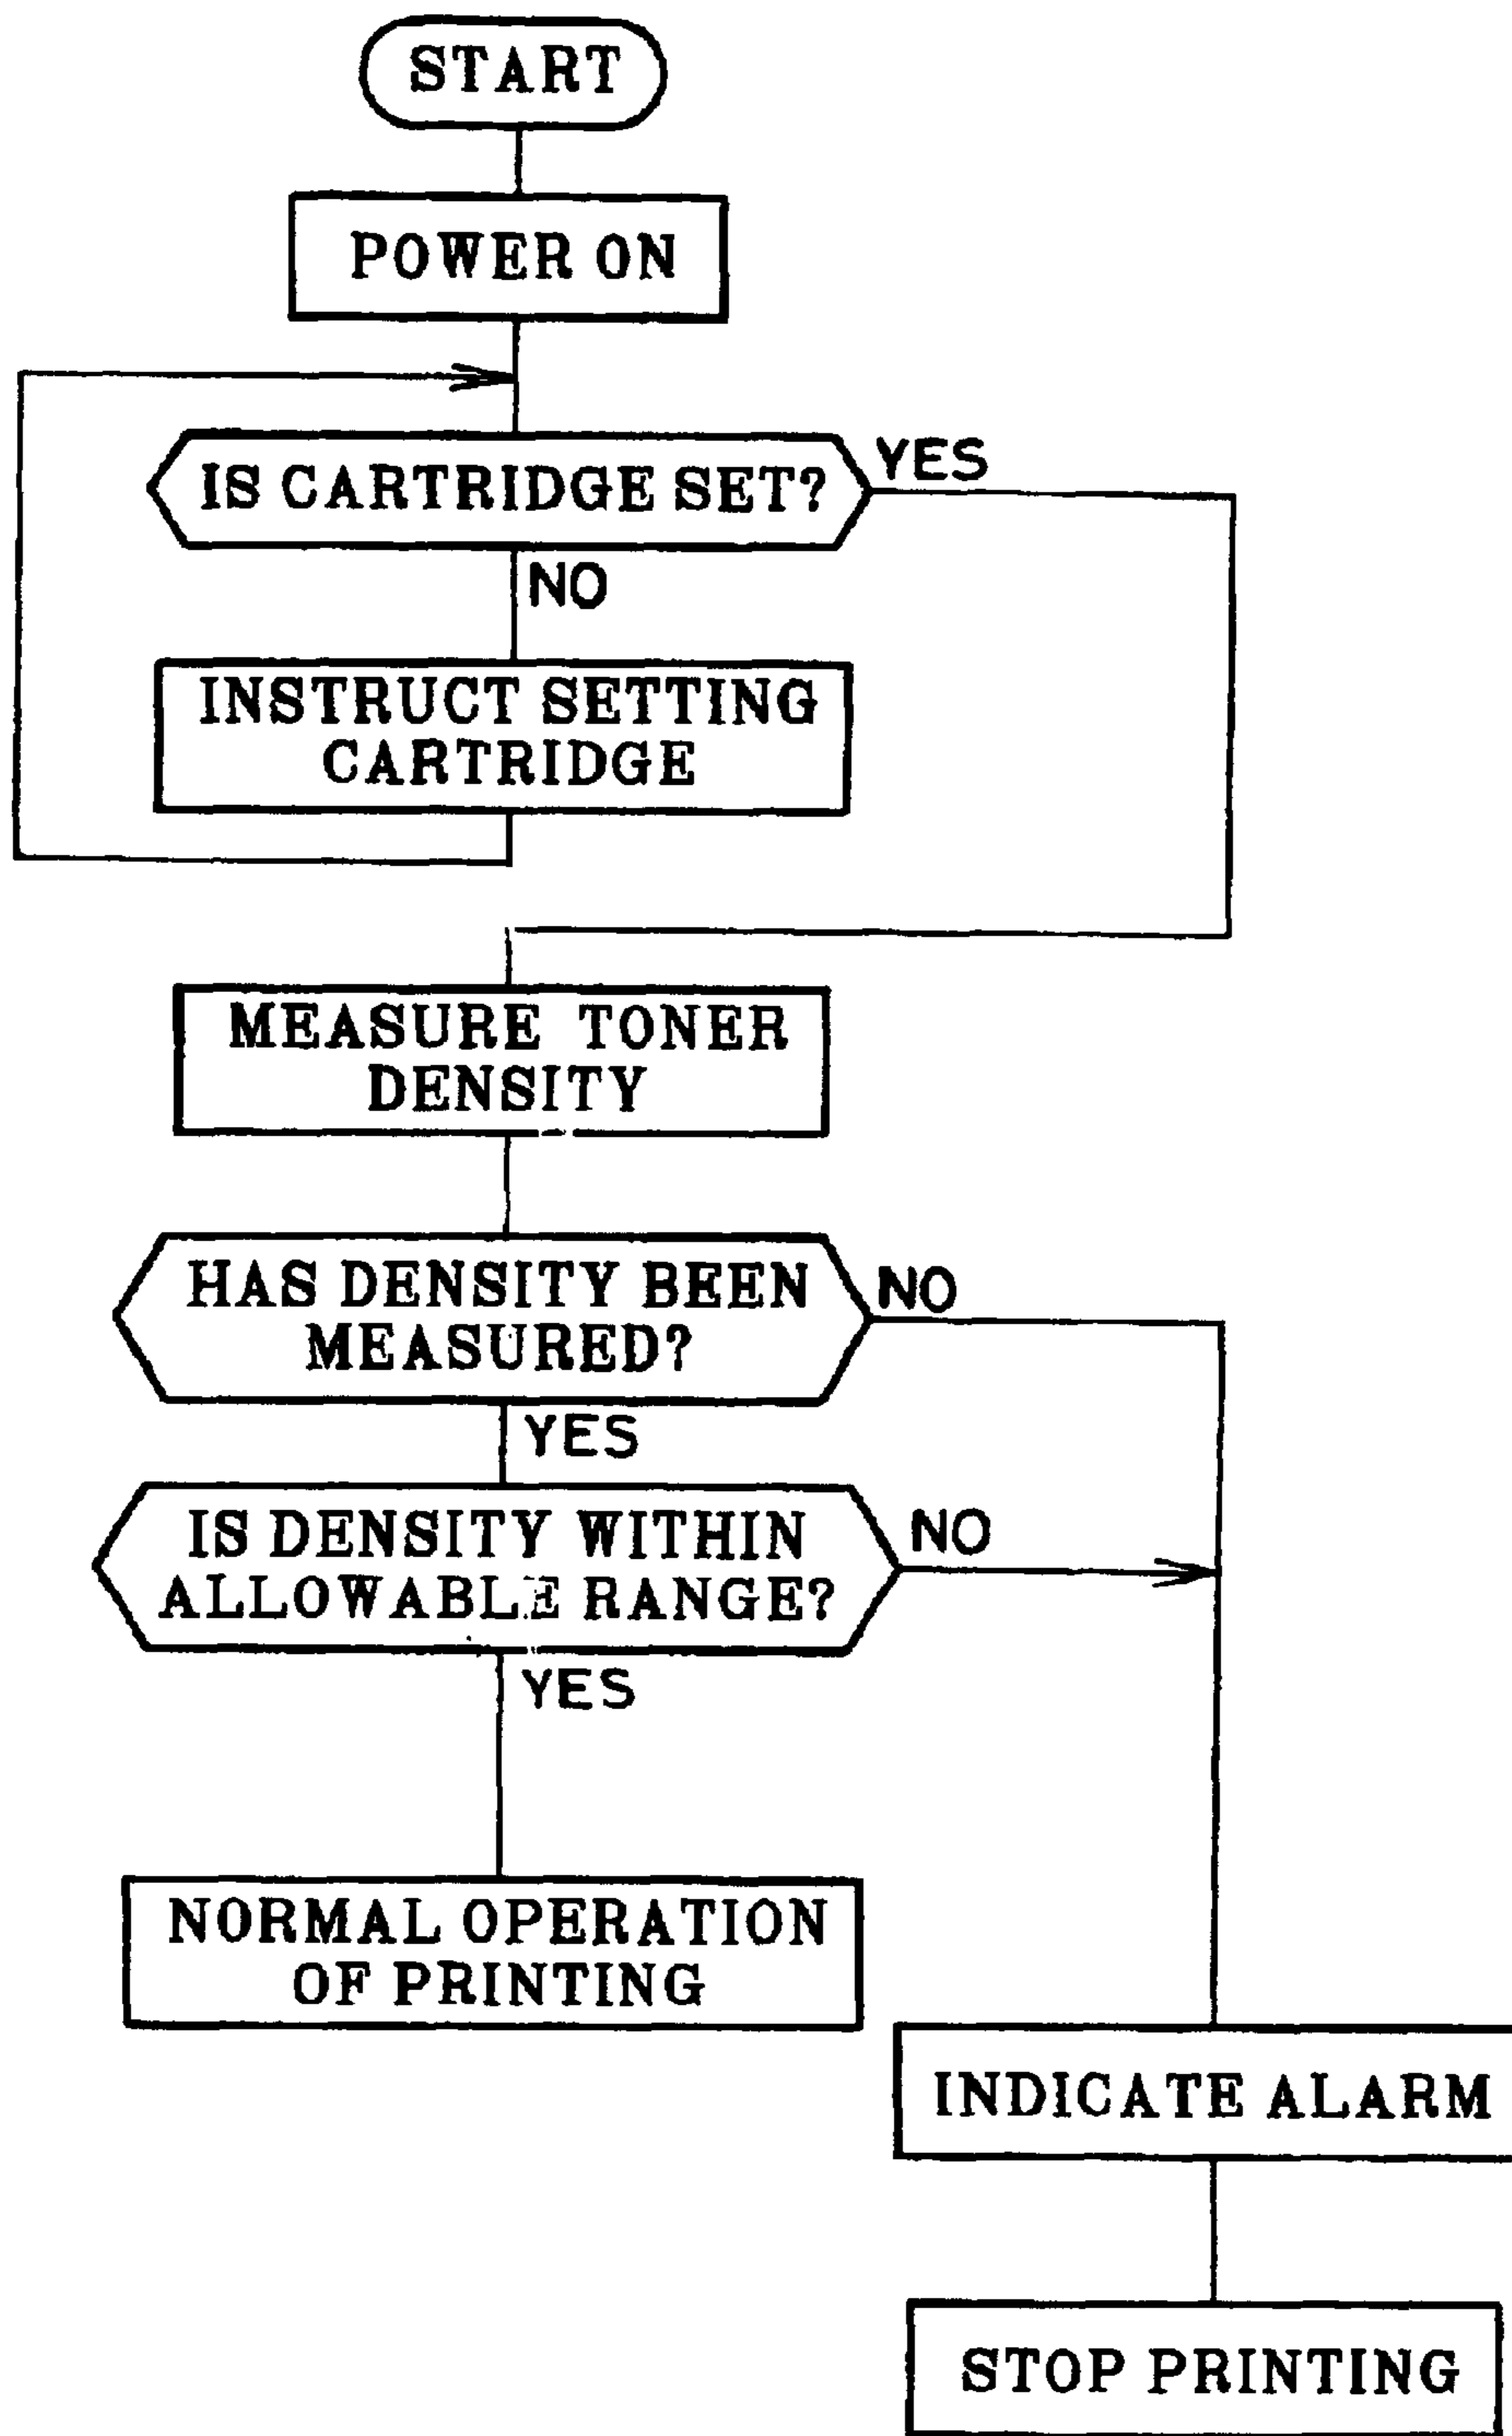 START
POWER ON
IS CARTRIDGE SET?
YES
NO
INSTRUCT SETTING
CARTRIDGE
MEASURE TONER
DENSITY
HAS DENSITY BEEN
MEASURED?
NO
YES
IS DENSITY WITHIN
ALLOWABLE RANGE?
NO
YES
NORMAL OPERATION
OF PRINTING
INDICATE ALARM
STOP PRINTING